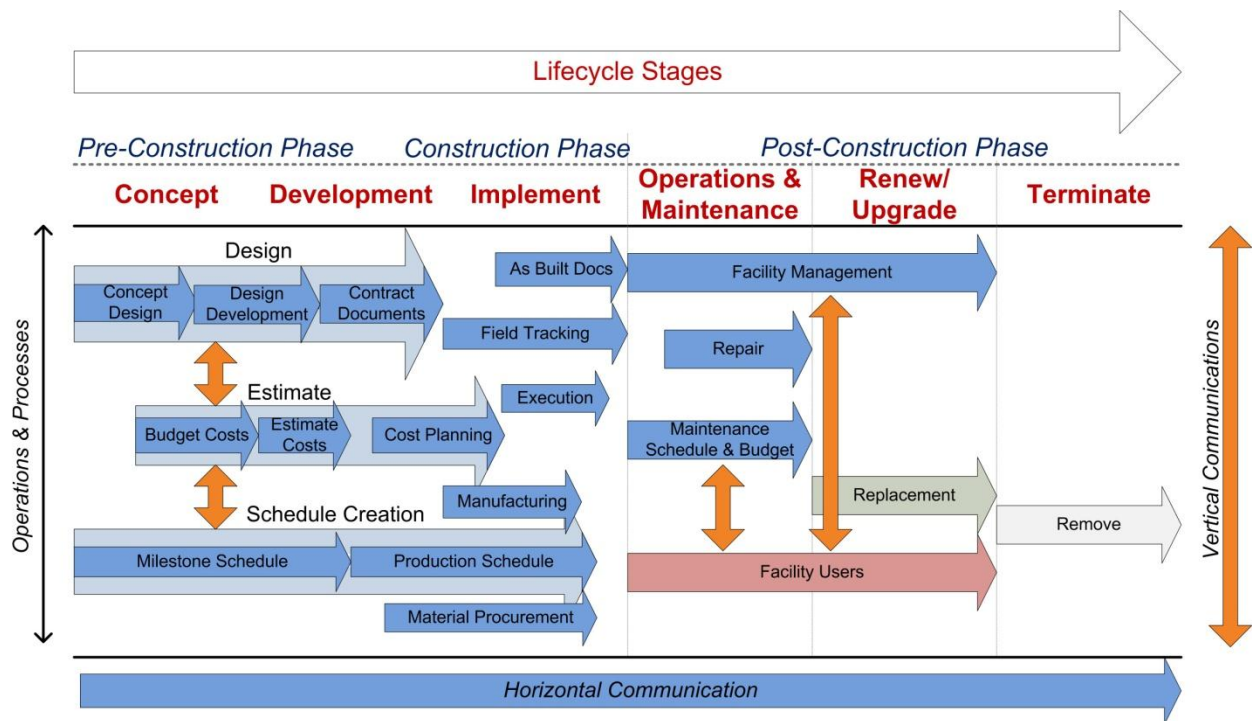 Lifecycle Stages
Pre-Construction Phase
Construction Phase
Post-Construction Phase
Concept
Development
Implement
Operations &
Maintenance
Renew/
Upgrade
Terminate
Operations & Processes
Design
Concept
Design
Design
Development
Contract
Documents
As Built Docs
Facility Management
Field Tracking
Repair
Estimate
Execution
Budget Costs
Estimate
Costs
Cost Planning
Maintenance
Schedule & Budget
Manufacturing
Replacement
Schedule Creation
Remove
Milestone Schedule
Production Schedule
Facility Users
Material Procurement
Vertical Communications
Horizontal Communication